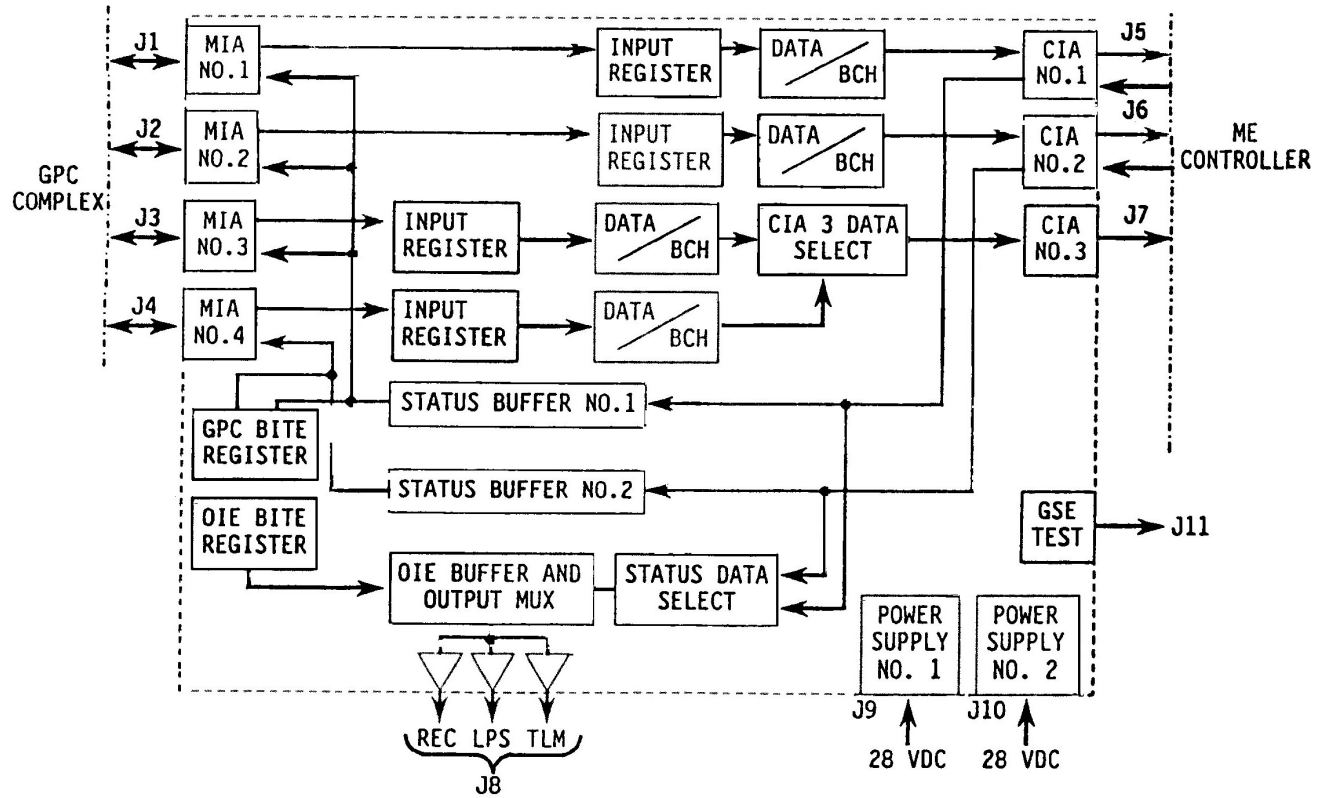 J1
MIA
NO.1
INPUT
REGISTER
DATA
BCH
CIA
NO.1
J5
J2
MIA
NO.2
INPUT
REGISTER
DATA
BCH
CIA
NO.2
J6
GPC
COMPLEX
ME
CONTROLLER
J3
MIA
NO.3
INPUT
REGISTER
DATA
BCH
CIA 3 DATA
SELECT
CIA
NO.3
J7
J4
MIA
NO.4
INPUT
REGISTER
DATA
BCH
STATUS BUFFER NO.1
GPC BITE
REGISTER
STATUS BUFFER NO.2
OIE BITE
REGISTER
GSE
TEST
J11
OIE BUFFER AND
OUTPUT MUX
STATUS DATA
SELECT
POWER
SUPPLY
NO. 1
POWER
SUPPLY
NO. 2
J9
J10
REC LPS TLM
J8
28 VDC
28 VDC